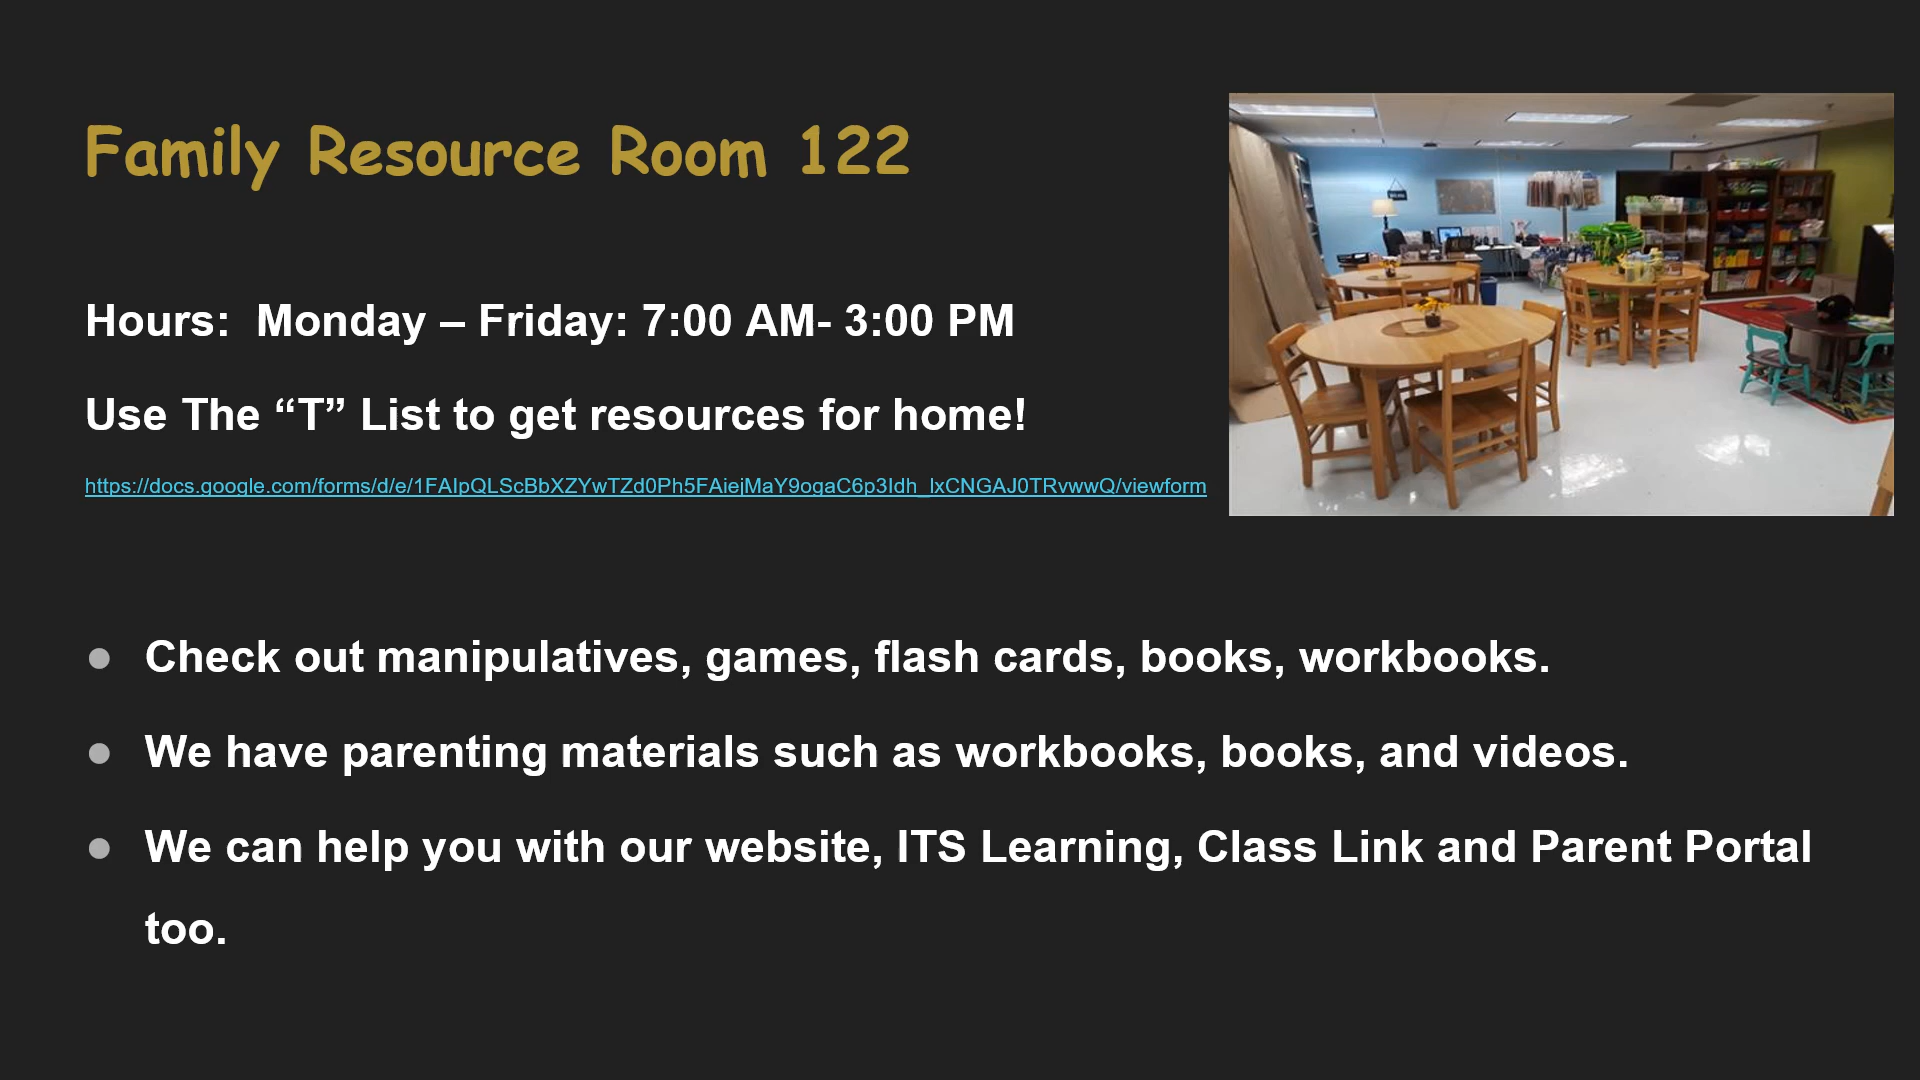 Family Resource Room 122
Hours:  Monday – Friday: 7:00 AM- 3:00 PM
Use The “T” List to get resources for home!
https://docs.google.com/forms/d/e/1FAIpQLScBbXZYwTZd0Ph5FAiejMaY9ogaC6p3Idh_lxCNGAJ0TRvwwQ/viewform
● Check out manipulatives, games, flash cards, books, workbooks.
● We have parenting materials such as workbooks, books, and videos.
● We can help you with our website, ITS Learning, Class Link and Parent Portal
too.